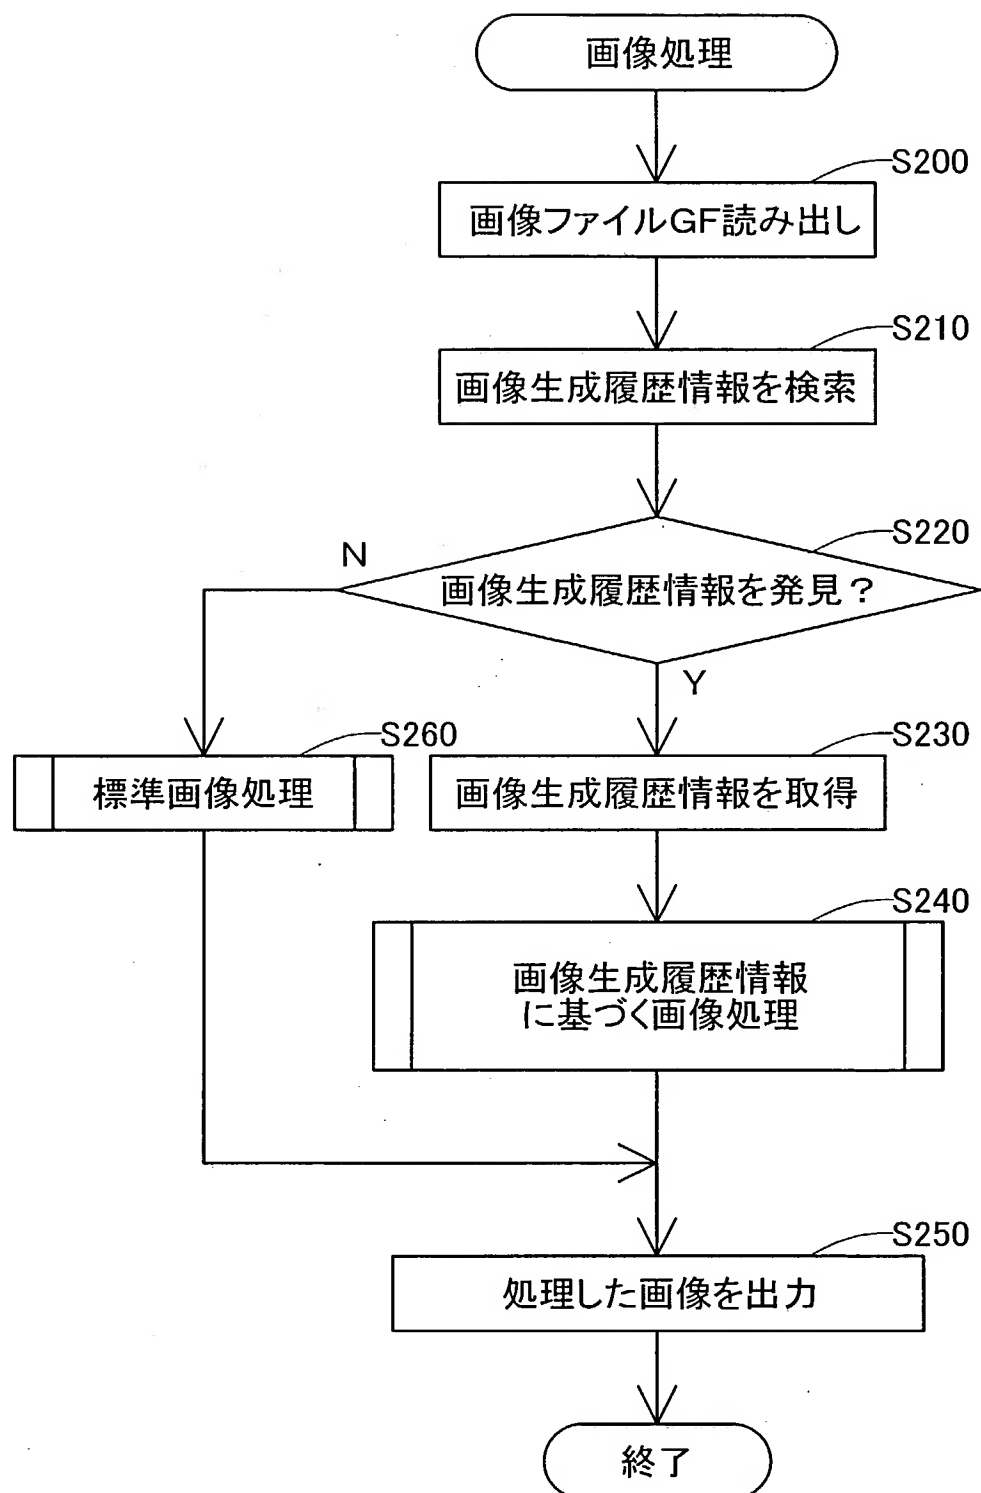 画像処理
S200
画像ファイルGF読み出し
S210
画像生成履歴情報を検索
S220
N
画像生成履歴情報を発見?
Y
S260
標準画像処理
S230
画像生成履歴情報を取得
S240
画像生成履歴情報
に基づく画像処理
S250
処理した画像を出力
終了